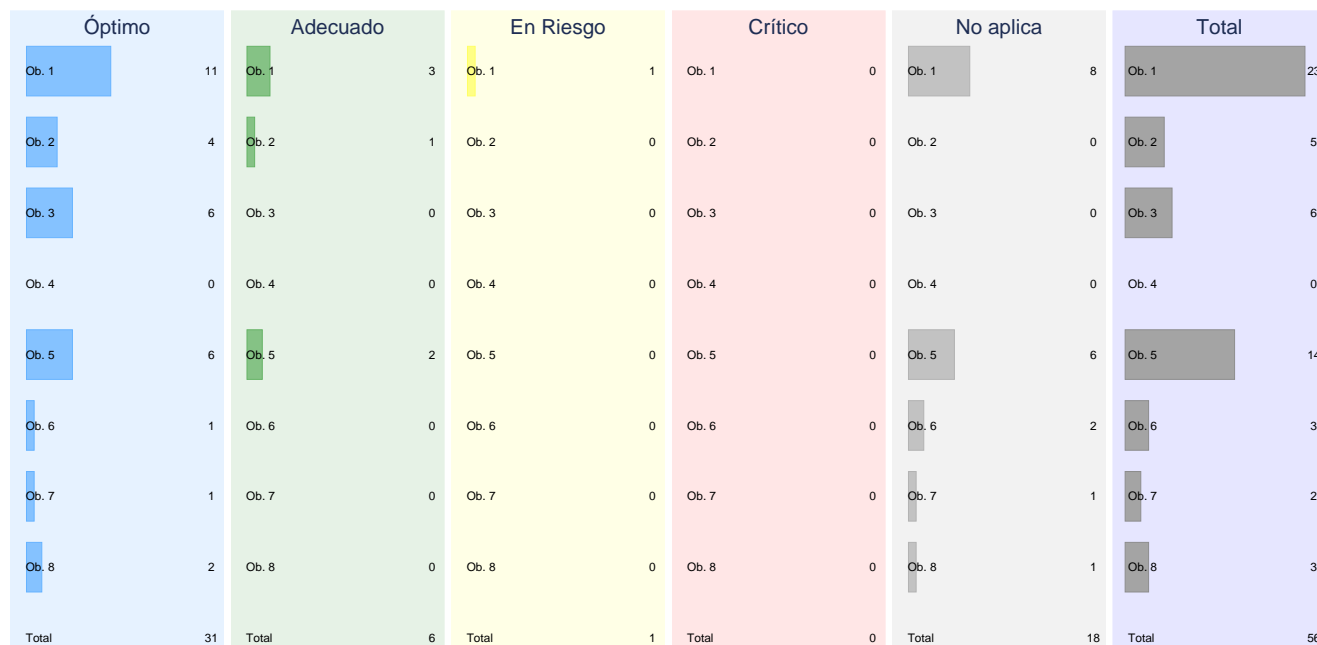 Óptimo Adecuado En Riesgo Crítico No aplica Total
Ob. 1 11 Ob. 1 3 Ob. 1 1 Ob. 1 0 Ob. 1 8 Ob. 1 23
Ob. 2 4 Ob. 2 1 Ob. 2 0 Ob. 2 0 Ob. 2 0 Ob. 2 5
Ob. 3 6 Ob. 3 0 Ob. 3 0 Ob. 3 0 Ob. 3 0 Ob. 3 6
Ob. 4 0 Ob. 4 0 Ob. 4 0 Ob. 4 0 Ob. 4 0 Ob. 4 0
Ob. 5 6 Ob. 5 2 Ob. 5 0 Ob. 5 0 Ob. 5 6 Ob. 5 14
Ob. 6 1 Ob. 6 0 Ob. 6 0 Ob. 6 0 Ob. 6 2 Ob. 6 3
Ob. 7 1 Ob. 7 0 Ob. 7 0 Ob. 7 0 Ob. 7 1 Ob. 7 2
Ob. 8 2 Ob. 8 0 Ob. 8 0 Ob. 8 0 Ob. 8 1 Ob. 8 3
Total 31 Total 6 Total 1 Total 0 Total 18 Total 56